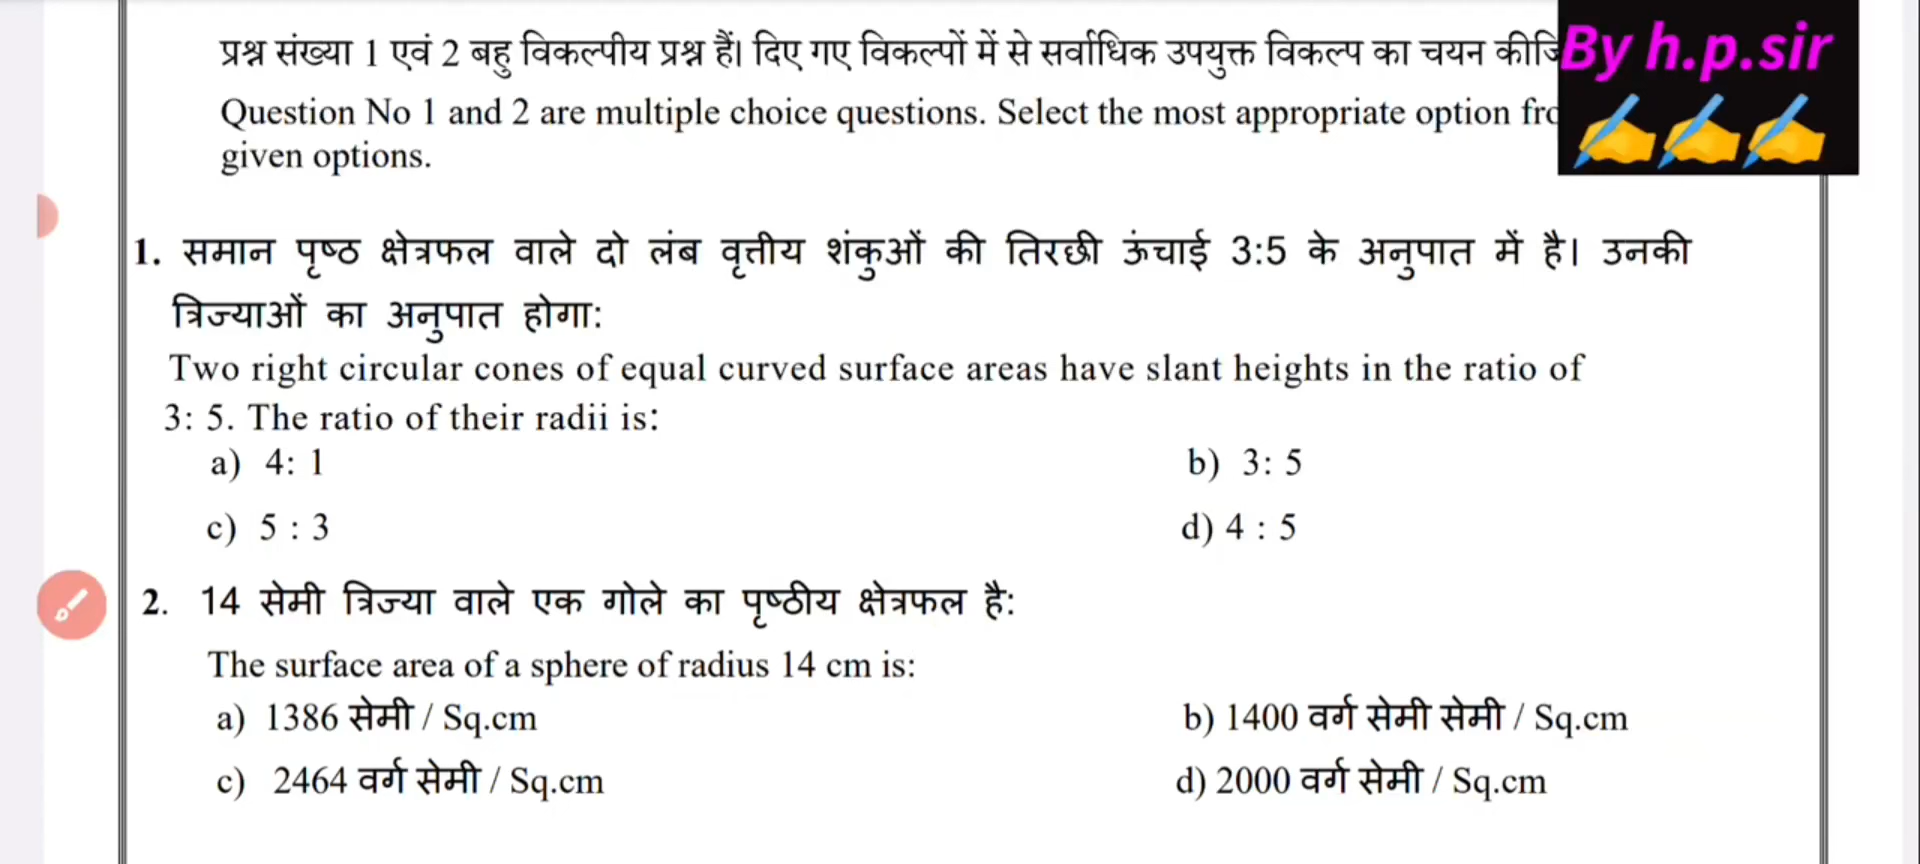 प्रश्न संख्या 1 एवं 2 बहु विकल्पीय प्रश्न हैं। दिए गए विकल्पों में से सर्वाधिक उपयुक्त विकल्प का चयन
By h.p.sir
Question No 1 and 2 are multiple choice questions. Select the most appropriate option
given options.
1. समान पृष्ठ क्षेत्रफल वाले दो लंब वृत्तीय शंकुओं की तिरछी ऊंचाई 3:5 के अनुपात में है। उनकी
त्रिज्याओं का अनुपात होगा:
Two right circular cones of equal curved surface areas have slant heights in the ratio of
3: 5. The ratio of their radii is:
a) 4: 1
b) 3: 5
c) 5 : 3
d) 4 : 5
2. 14 सेमी त्रिज्या वाले एक गोले का पृष्ठीय क्षेत्रफल है:
The surface area of a sphere of radius 14 cm is:
a) 1386 सेमी / Sq.cm
b) 1400 वर्ग सेमी सेमी / Sq.cm
c) 2464 वर्ग सेमी / Sq.cm
d) 2000 वर्ग सेमी / Sq.cm